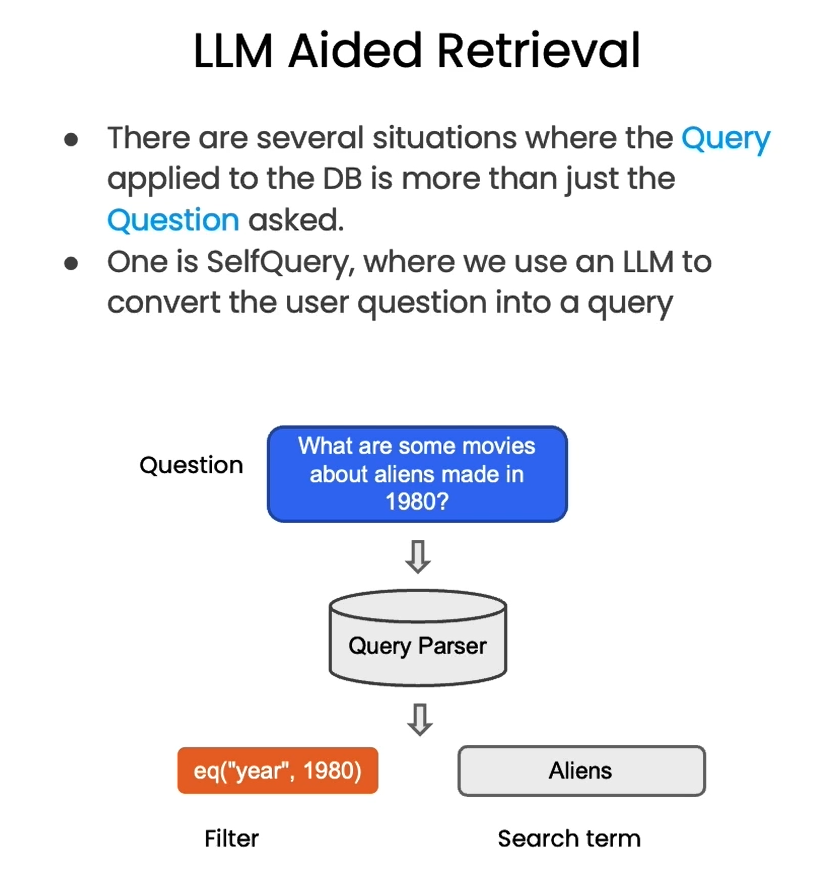 LLM Aided Retrieval
● There are several situations where the Query
applied to the DB is more than just the
Question asked.
● One is SelfQuery, where we use an LLM to
convert the user question into a query
Question
What are some movies
about aliens made in
1980?
Query Parser
eq("year", 1980)
Aliens
Filter
Search term